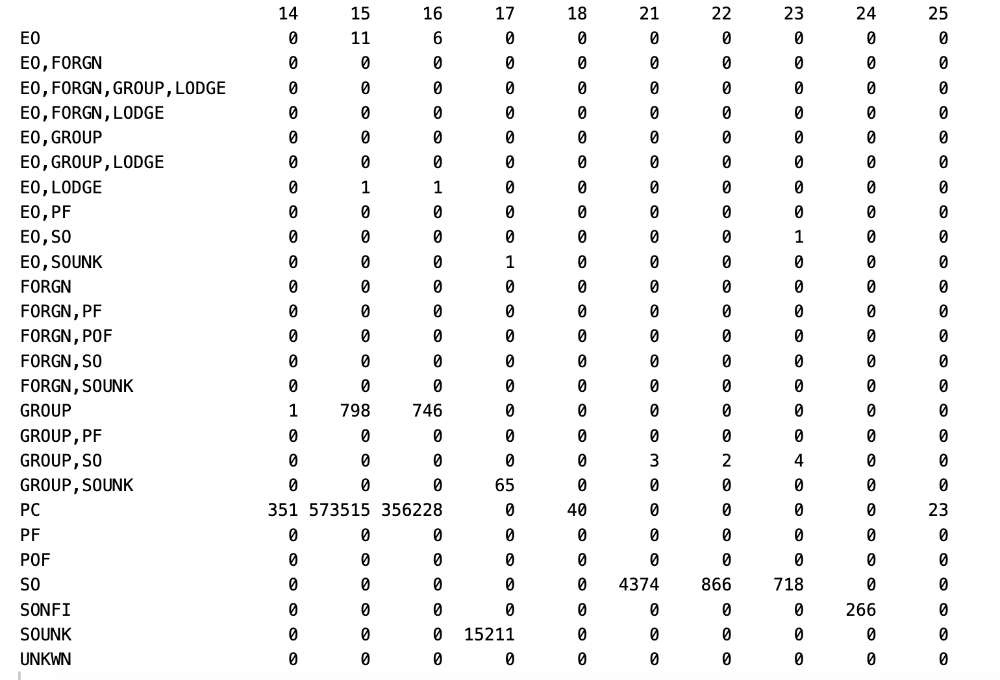 14 15 16 17 18 21 22 23 24 25
EO 0 11 6 0 0 0 0 0 0 0
EO,FORGN 0 0 0 0 0 0 0 0 0 0
EO,FORGN,GROUP,LODGE 0 0 0 0 0 0 0 0 0 0
EO,FORGN,LODGE 0 0 0 0 0 0 0 0 0 0
EO,GROUP 0 0 0 0 0 0 0 0 0 0
EO,GROUP,LODGE 0 0 0 0 0 0 0 0 0 0
EO,LODGE 0 1 1 0 0 0 0 0 0 0
EO,PF 0 0 0 0 0 0 0 0 0 0
EO,SO 0 0 0 0 0 0 0 1 0 0
EO,SOUNK 0 0 0 1 0 0 0 0 0 0
FORGN 0 0 0 0 0 0 0 0 0 0
FORGN,PF 0 0 0 0 0 0 0 0 0 0
FORGN,POF 0 0 0 0 0 0 0 0 0 0
FORGN,SO 0 0 0 0 0 0 0 0 0 0
FORGN,SOUNK 0 0 0 0 0 0 0 0 0 0
GROUP 1 798 746 0 0 0 0 0 0 0
GROUP,PF 0 0 0 0 0 0 0 0 0 0
GROUP,SO 0 0 0 0 0 3 2 4 0 0
GROUP,SOUNK 0 0 0 65 0 0 0 0 0 0
PC 351 573515 356228 0 40 0 0 0 0 23
PF 0 0 0 0 0 0 0 0 0 0
POF 0 0 0 0 0 0 0 0 0 0
SO 0 0 0 0 0 4374 866 718 0 0
SONFI 0 0 0 0 0 0 0 0 266 0
SOUNK 0 0 0 15211 0 0 0 0 0 0
UNKWN 0 0 0 0 0 0 0 0 0 0